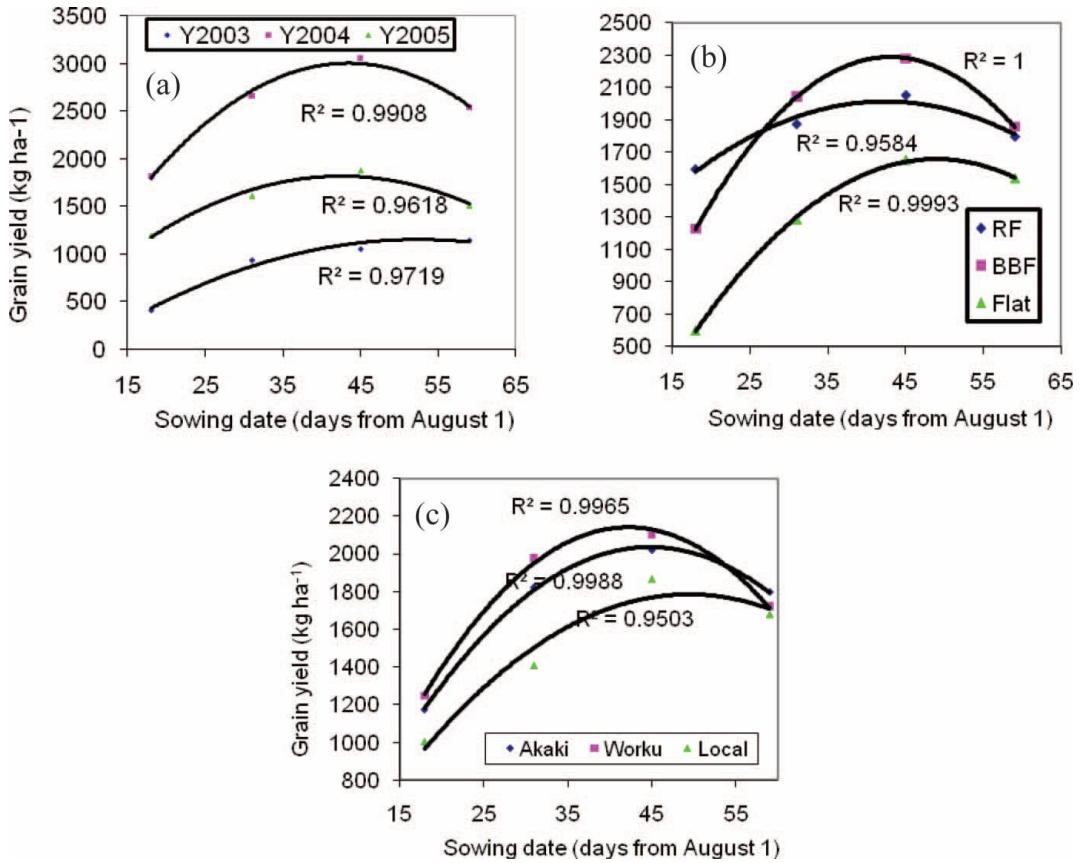 3500
3000
2500
2000
1500
1000
500
0
Grain yield (kg ha-1)
Y2003 Y2004 Y2005
(a)
R² = 0.9908
R² = 0.9618
R² = 0.9719
15 25 35 45 55 65
Sowing date (days from August 1)
2500
2300
2100
1900
1700
1500
1300
1100
900
700
500
(b)
R² = 1
R² = 0.9584
R² = 0.9993
RF
BBF
Flat
15 25 35 45 55 65
Sowing date (days from August 1)
2400
2200
2000
1800
1600
1400
1200
1000
800
Grain yield (kg ha⁻¹)
(c)
R² = 0.9965
R² = 0.9988
R² = 0.9503
Akaki Worku Local
15 25 35 45 55
Sowing date (days from August 1)